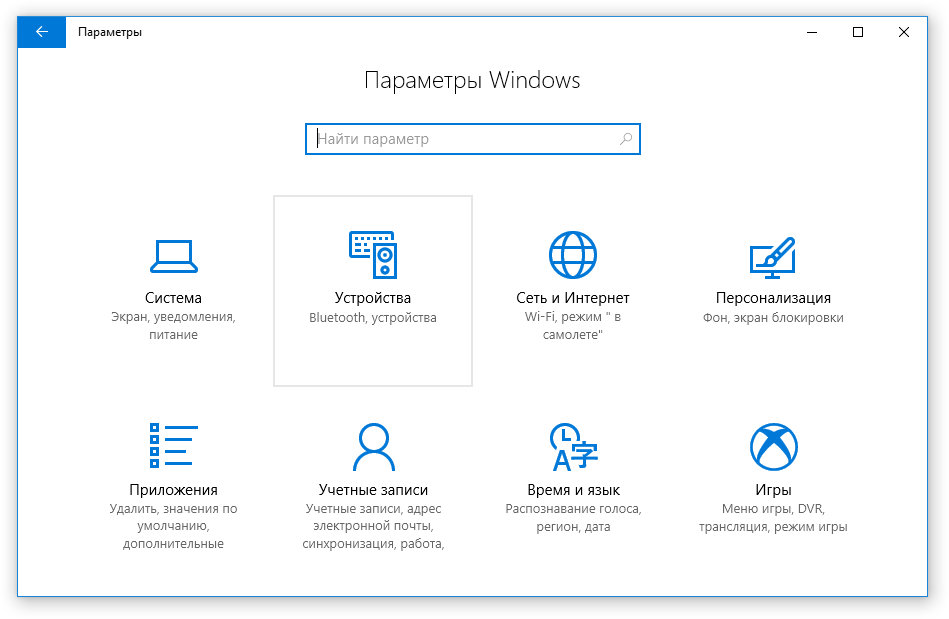 Параметры
Параметры Windows
Найти параметр
Система
Экран, уведомления,
питание
Устройства
Bluetooth, устройства
Сеть и Интернет
Wi-Fi, режим " в
самолете"
Персонализация
Фон, экран блокировки
Приложения
Удалить, значения по
умолчанию,
дополнительные
Учетные записи
Учетные записи, адрес
электронной почты,
синхронизация, работа,
Время и язык
Распознавание голоса,
регион, дата
Игры
Меню игры, DVR,
трансляция, режим игры